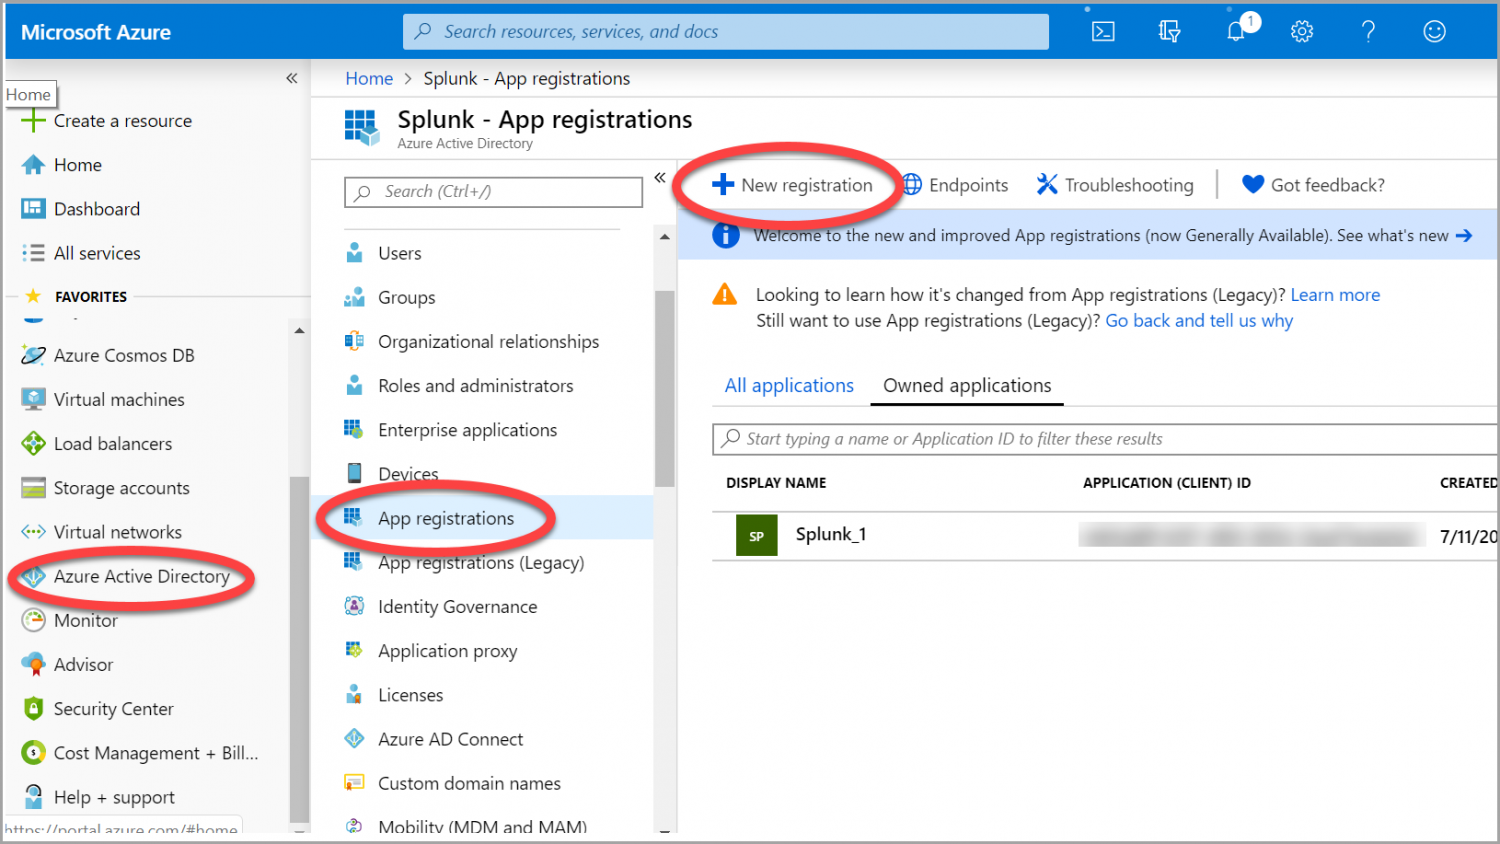 Microsoft Azure
Search resources, services, and docs
1
Home
Create a resource
Home
Dashboard
All services
FAVORITES
Azure Cosmos DB
Virtual machines
Load balancers
Storage accounts
Virtual networks
Azure Active Directory
Monitor
Advisor
Security Center
Cost Management + Bill...
Help + support
https://portal.azure.com/#home
Home > Splunk - App registrations
Splunk - App registrations
Azure Active Directory
Search (Ctrl+/)
Users
Groups
Organizational relationships
Roles and administrators
Enterprise applications
Devices
App registrations
App registrations (Legacy)
Identity Governance
Application proxy
Licenses
Azure AD Connect
Custom domain names
Mobility (MDM and MAM)
New registration Endpoints Troubleshooting Got feedback?
Welcome to the new and improved App registrations (now Generally Available). See what's new
Looking to learn how it's changed from App registrations (Legacy)? Learn more
Still want to use App registrations (Legacy)? Go back and tell us why
All applications Owned applications
Start typing a name or Application ID to filter these results
DISPLAY NAME APPLICATION (CLIENT) ID CREATED
SP Splunk_1 7/11/20